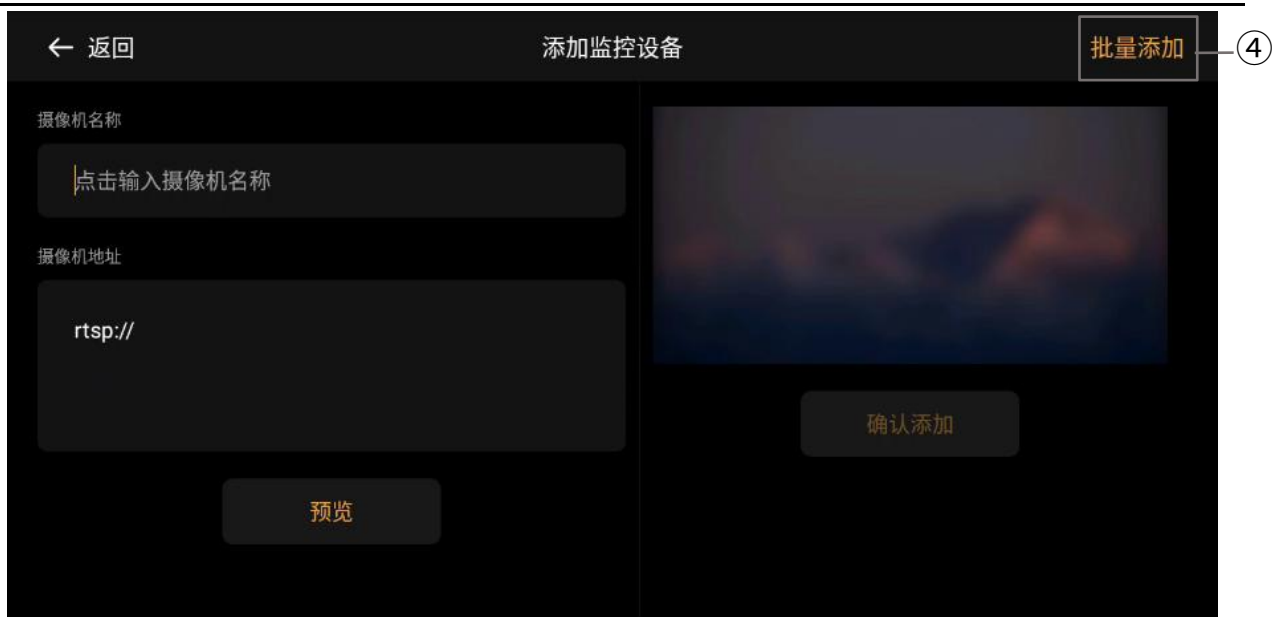 ← 返回
添加监控设备
批量添加
④
摄像机名称
点击输入摄像机名称
摄像机地址
rtsp://
确认添加
预览